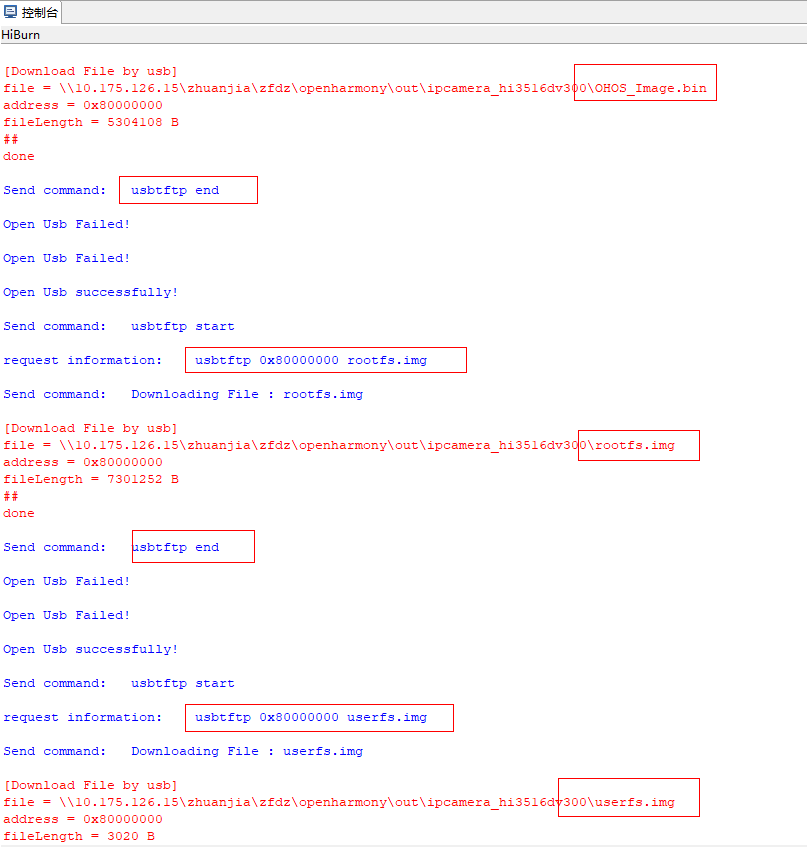 控制台
HiBurn
[Download File by usb]
file = \\10.175.126.15\zhuanjia\zfdz\openharmony\out\ipcamera_hi3516dv300\OHOS_Image.bin
address = 0x80000000
fileLength = 5304108 B
##
done
Send command: usbtftp end
Open Usb Failed!
Open Usb Failed!
Open Usb successfully!
Send command: usbtftp start
request information: usbtftp 0x80000000 rootfs.img
Send command: Downloading File : rootfs.img
[Download File by usb]
file = \\10.175.126.15\zhuanjia\zfdz\openharmony\out\ipcamera_hi3516dv300\rootfs.img
address = 0x80000000
fileLength = 7301252 B
##
done
Send command: usbtftp end
Open Usb Failed!
Open Usb Failed!
Open Usb successfully!
Send command: usbtftp start
request information: usbtftp 0x80000000 userfs.img
Send command: Downloading File : userfs.img
[Download File by usb]
file = \\10.175.126.15\zhuanjia\zfdz\openharmony\out\ipcamera_hi3516dv300\userfs.img
address = 0x80000000
fileLength = 3020 B